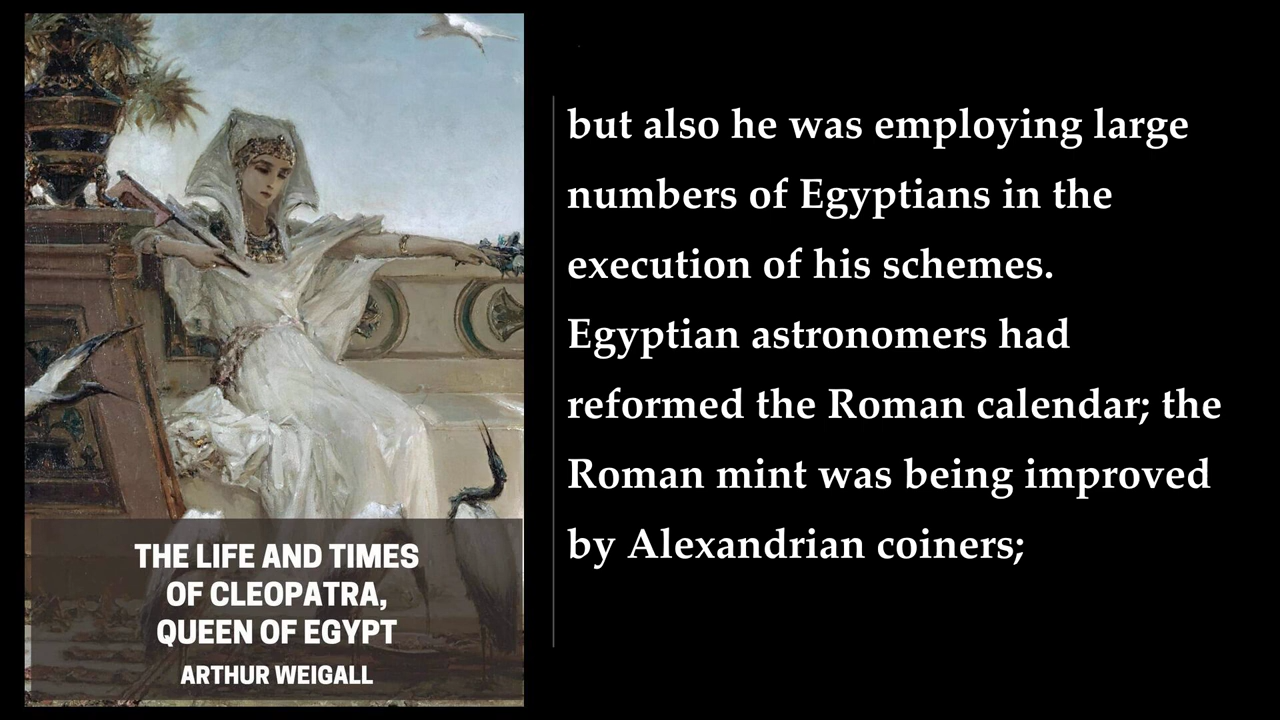 THE LIFE AND TIMES
OF CLEOPATRA,
QUEEN OF EGYPT
ARTHUR WEIGALL
but also he was employing large
numbers of Egyptians in the
execution of his schemes.
Egyptian astronomers had
reformed the Roman calendar; the
Roman mint was being improved
by Alexandrian coiners;